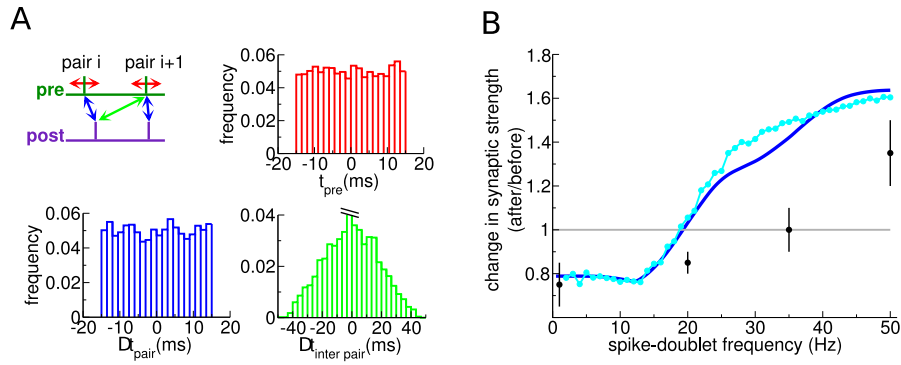 A
pair i pair i+1
pre
post
frequency
0.06
0.04
0.02
0
-20 -10 0 10 20
t_pre(ms)
frequency
0.06
0.04
0.02
0
-20 -10 0 10 20
Dt_pair(ms)
0.04
0.02
0
-40 -20 0 20 40
Dt_inter pair(ms)
B
change in synaptic strength
(after/before)
1.8
1.6
1.4
1.2
1
0.8
0 10 20 30 40 50
spike-doublet frequency (Hz)